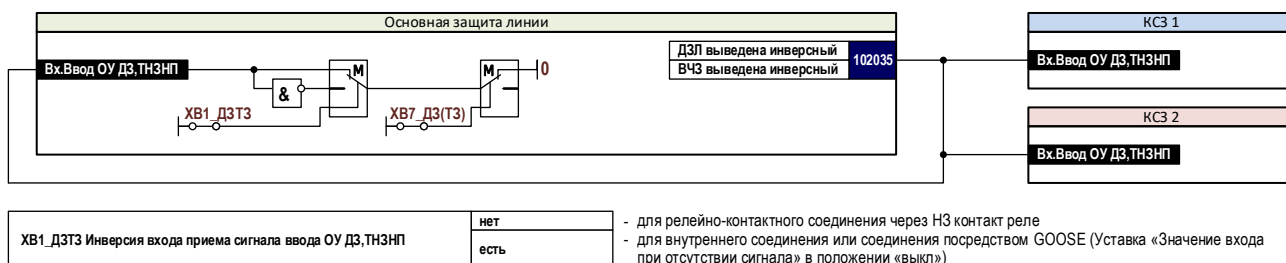 Основная защита линии
КСЗ 1
ДЗЛ выведена инверсный
ВЧЗ выведена инверсный
102035
Вх.Ввод ОУ ДЗ,ТНЗНП
Вх.Ввод ОУ ДЗ,ТНЗНП
М
М
0
&
ХВ1_ДЗТЗ
ХВ7_ДЗ(ТЗ)
КСЗ 2
Вх.Ввод ОУ ДЗ,ТНЗНП
ХВ1_ДЗТЗ Инверсия входа приема сигнала ввода ОУ ДЗ,ТНЗНП
нет
- для релейно-контактного соединения через НЗ контакт реле
есть
- для внутреннего соединения или соединения посредством GOOSE (Уставка «Значение входа
при отсутствии сигнала» в положении «выкл»)